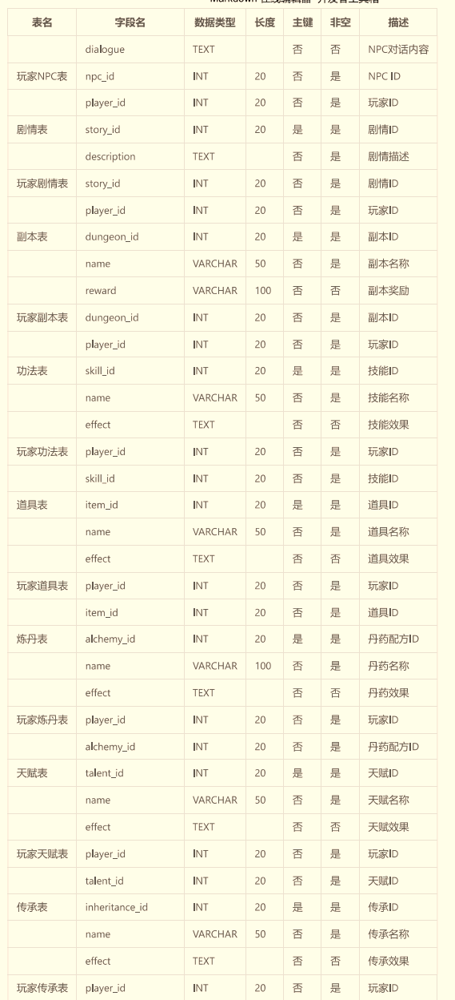 Markdown 在线编辑器 开发者工具箱
表名 字段名 数据类型 长度 主键 非空 描述
dialogue TEXT 否 否 NPC对话内容
玩家NPC表 npc_id INT 20 否 是 NPC ID
player_id INT 20 否 是 玩家ID
剧情表 story_id INT 20 是 是 剧情ID
description TEXT 否 是 剧情描述
玩家剧情表 story_id INT 20 否 是 剧情ID
player_id INT 20 否 是 玩家ID
副本表 dungeon_id INT 20 是 是 副本ID
name VARCHAR 50 否 是 副本名称
reward VARCHAR 100 否 否 副本奖励
玩家副本表 dungeon_id INT 20 否 是 副本ID
player_id INT 20 否 是 玩家ID
功法表 skill_id INT 20 是 是 技能ID
name VARCHAR 50 否 是 技能名称
effect TEXT 否 否 技能效果
玩家功法表 player_id INT 20 否 是 玩家ID
skill_id INT 20 否 是 技能ID
道具表 item_id INT 20 是 是 道具ID
name VARCHAR 50 否 是 道具名称
effect TEXT 否 否 道具效果
玩家道具表 player_id INT 20 否 是 玩家ID
item_id INT 20 否 是 道具ID
炼丹表 alchemy_id INT 20 是 是 丹药配方ID
name VARCHAR 100 否 是 丹药名称
effect TEXT 否 否 丹药效果
玩家炼丹表 player_id INT 20 否 是 玩家ID
alchemy_id INT 20 否 是 丹药配方ID
天赋表 talent_id INT 20 是 是 天赋ID
name VARCHAR 50 否 是 天赋名称
effect TEXT 否 否 天赋效果
玩家天赋表 player_id INT 20 否 是 玩家ID
talent_id INT 20 否 是 天赋ID
传承表 inheritance_id INT 20 是 是 传承ID
name VARCHAR 50 否 是 传承名称
effect TEXT 否 否 传承效果
玩家传承表 player_id INT 20 否 是 玩家ID